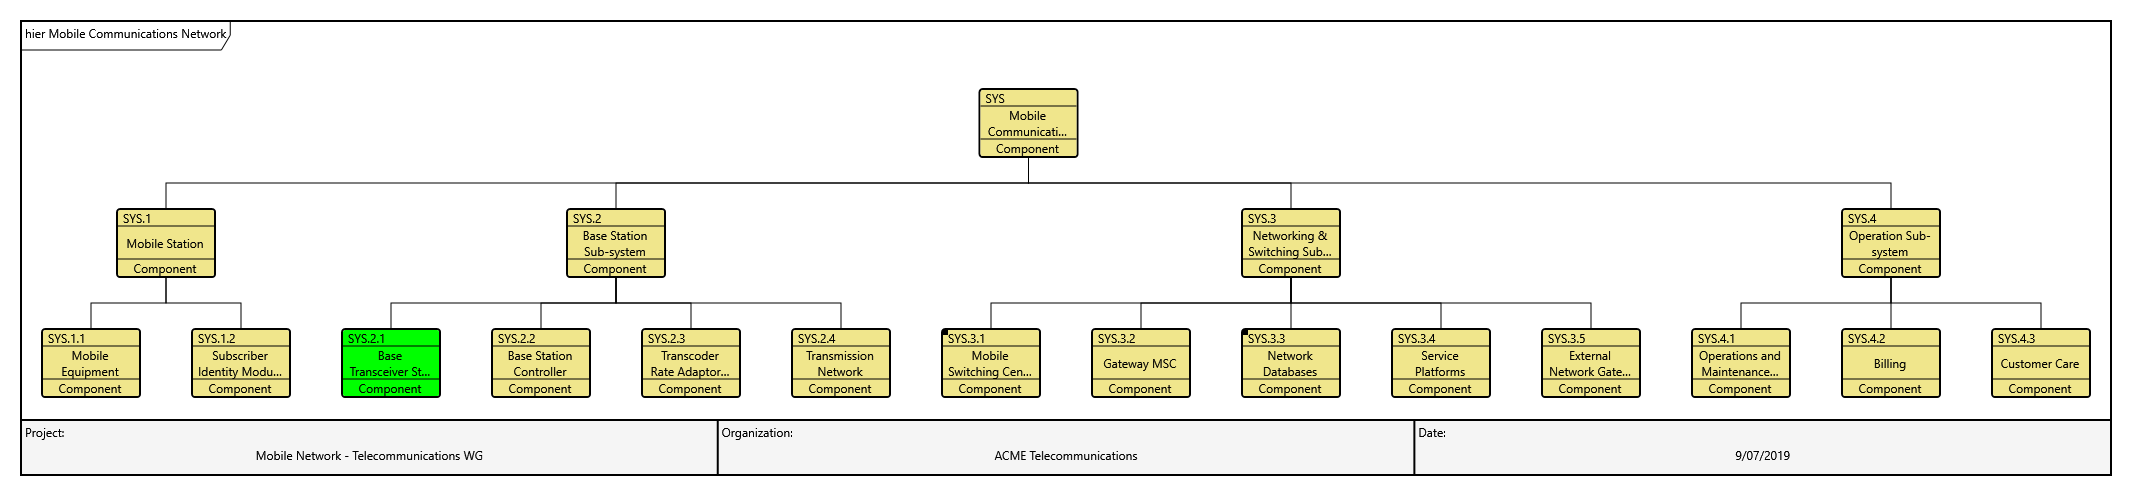 hier Mobile Communications Network
SYS
Mobile
Communicati...
Component
SYS.1
Mobile Station
Component
SYS.2
Base Station
Sub-system
Component
SYS.3
Networking &
Switching Sub...
Component
SYS.4
Operation Sub-
system
Component
SYS.1.1
Mobile
Equipment
Component
SYS.1.2
Subscriber
Identity Modu...
Component
SYS.2.1
Base
Transceiver St...
Component
SYS.2.2
Base Station
Controller
Component
SYS.2.3
Transcoder
Rate Adaptor...
Component
SYS.2.4
Transmission
Network
Component
SYS.3.1
Mobile
Switching Cen...
Component
SYS.3.2
Gateway MSC
Component
SYS.3.3
Network
Databases
Component
SYS.3.4
Service
Platforms
Component
SYS.3.5
External
Network Gate...
Component
SYS.4.1
Operations and
Maintenance...
Component
SYS.4.2
Billing
Component
SYS.4.3
Customer Care
Component
Project:
Mobile Network - Telecommunications WG
Organization:
ACME Telecommunications
Date:
9/07/2019